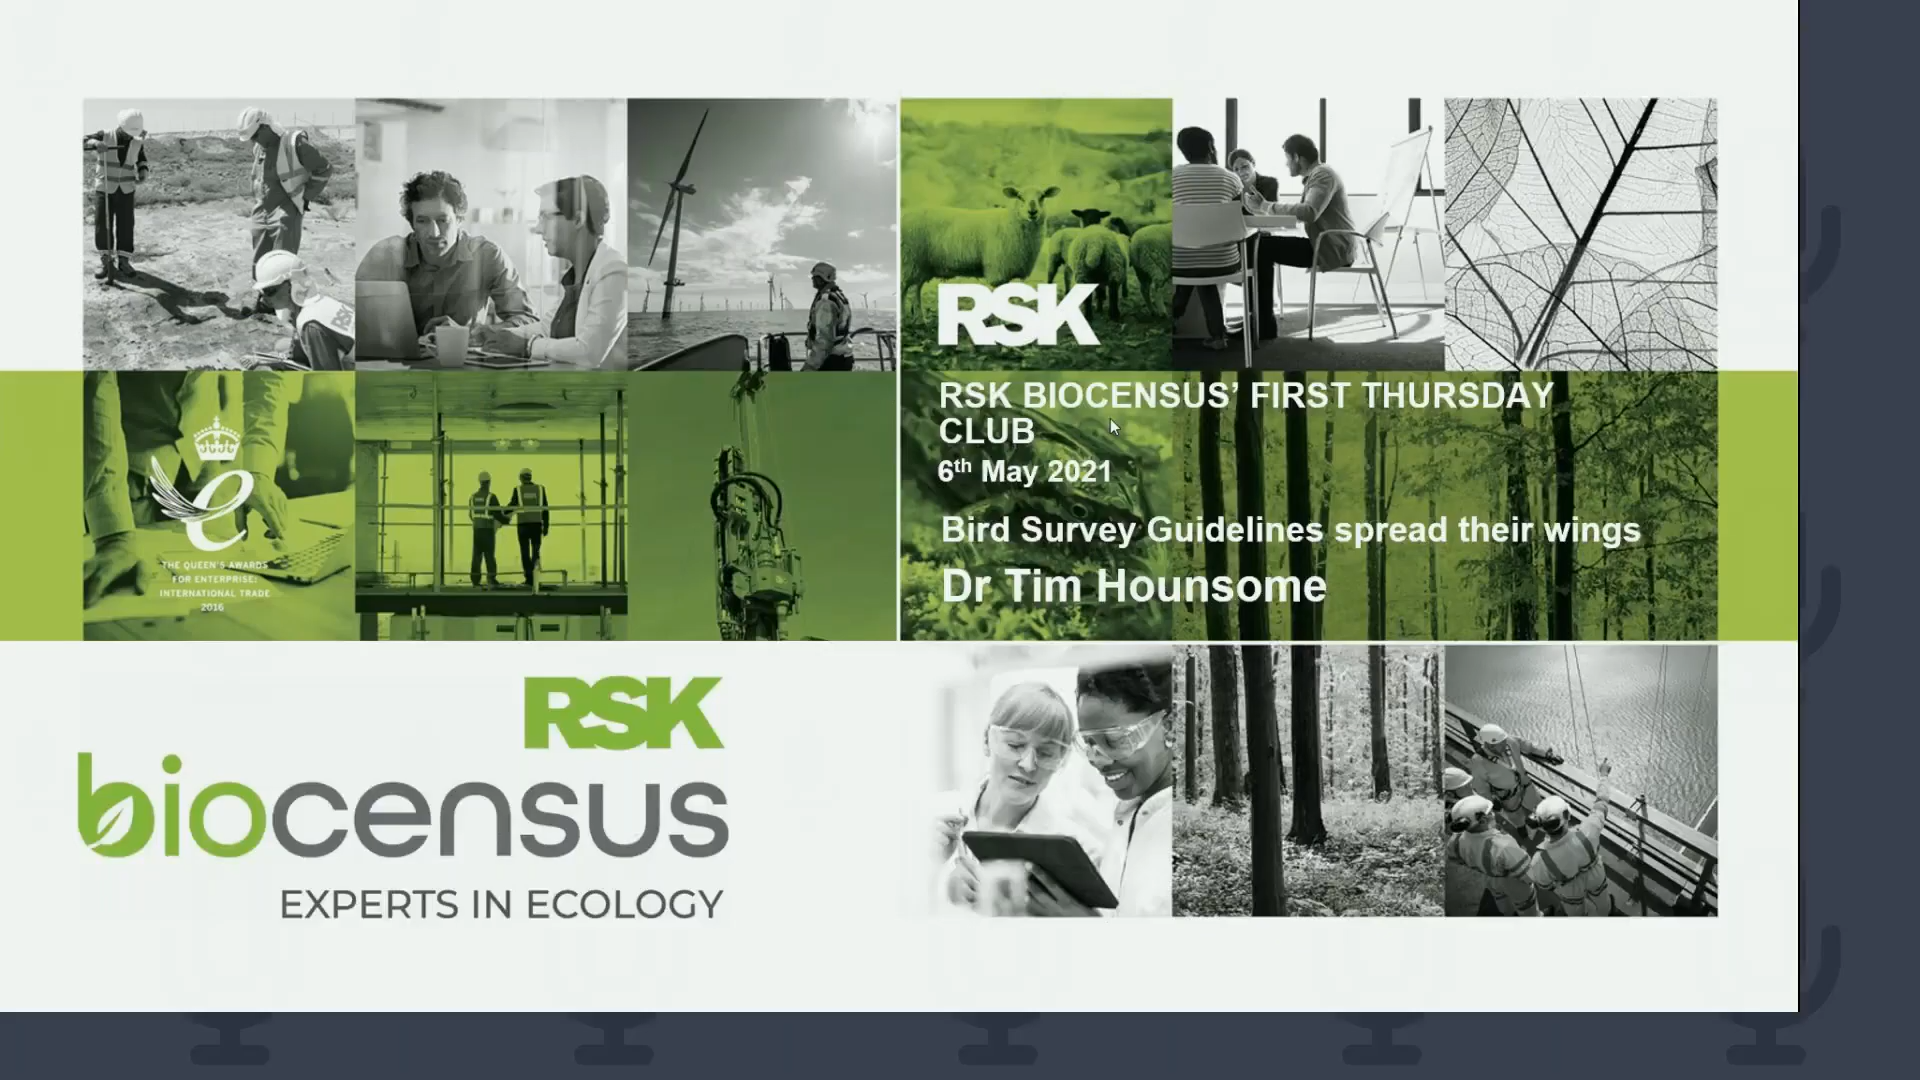 RSK
RSK BIOCENSUS’ FIRST THURSDAY
CLUB
6th May 2021
Bird Survey Guidelines spread their wings
Dr Tim Hounsome
e
THE QUEEN'S AWARDS
FOR ENTERPRISE:
INTERNATIONAL TRADE
2016
RSK
biocensus
EXPERTS IN ECOLOGY